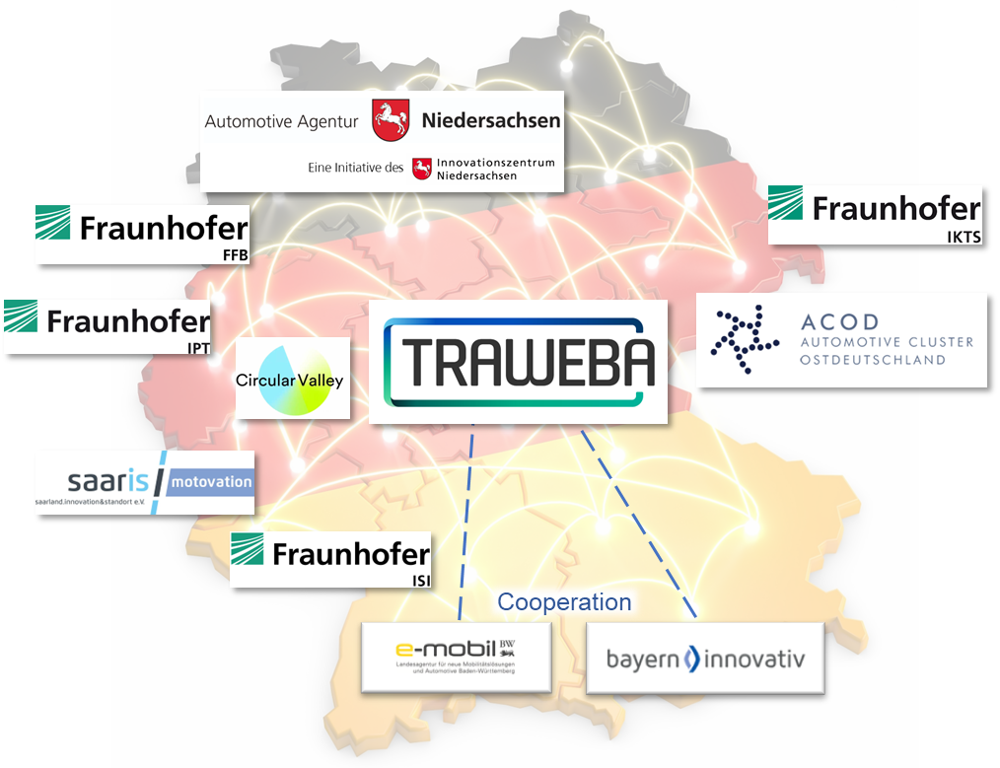 Automotive Agentur Niedersachsen
Eine Initiative des Innovationszentrum
Niedersachsen
Fraunhofer
FFB
Fraunhofer
IKTS
Fraunhofer
IPT
Circular Valley
TRAWEBA
ACOD
AUTOMOTIVE CLUSTER
OSTDEUTSCHLAND
saaris motovation
saarland.innovation&standort e.V.
Fraunhofer
ISI
Cooperation
e-mobil BW
Landesagentur für neue Mobilitätslösungen
und Automotive Baden-Württemberg
bayern innovativ